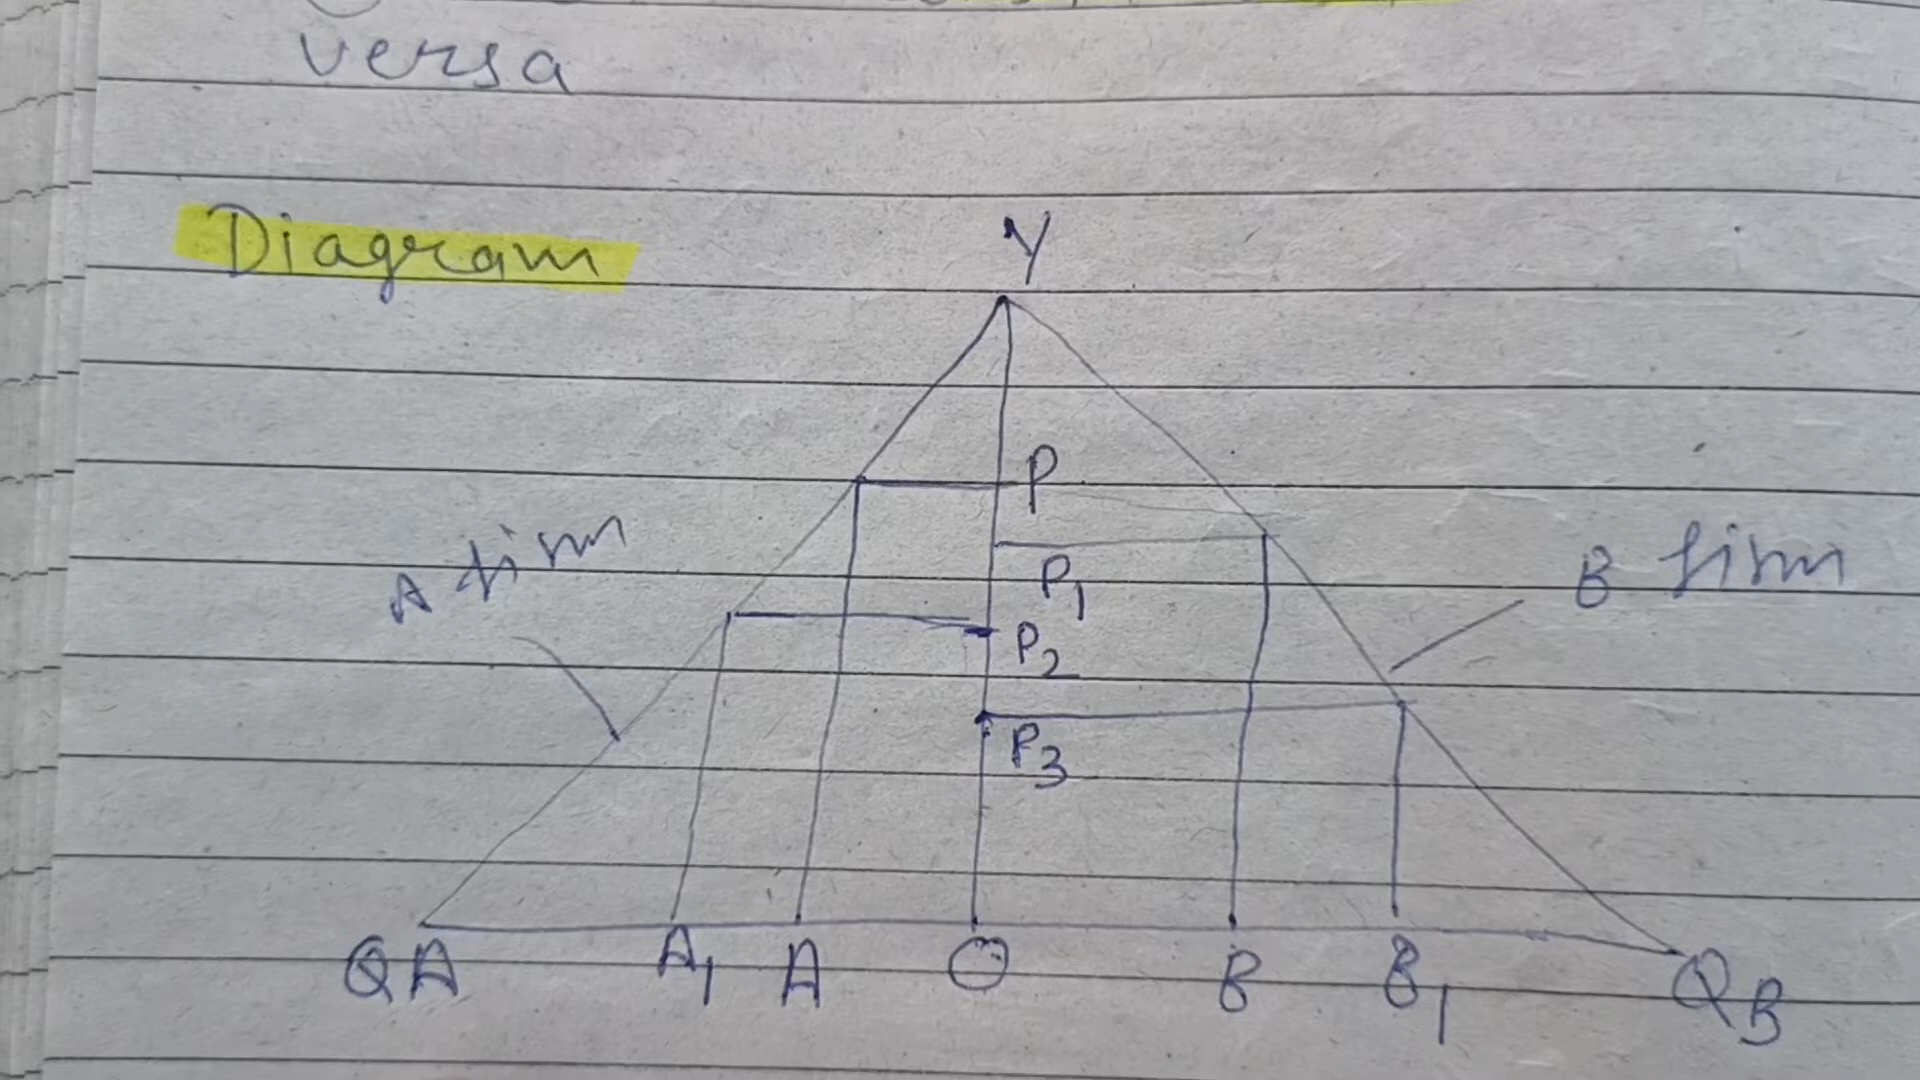 versa
Diagram
Y
P
A firm
B firm
P1
P2
P3
QA A1 A O B B1 QB